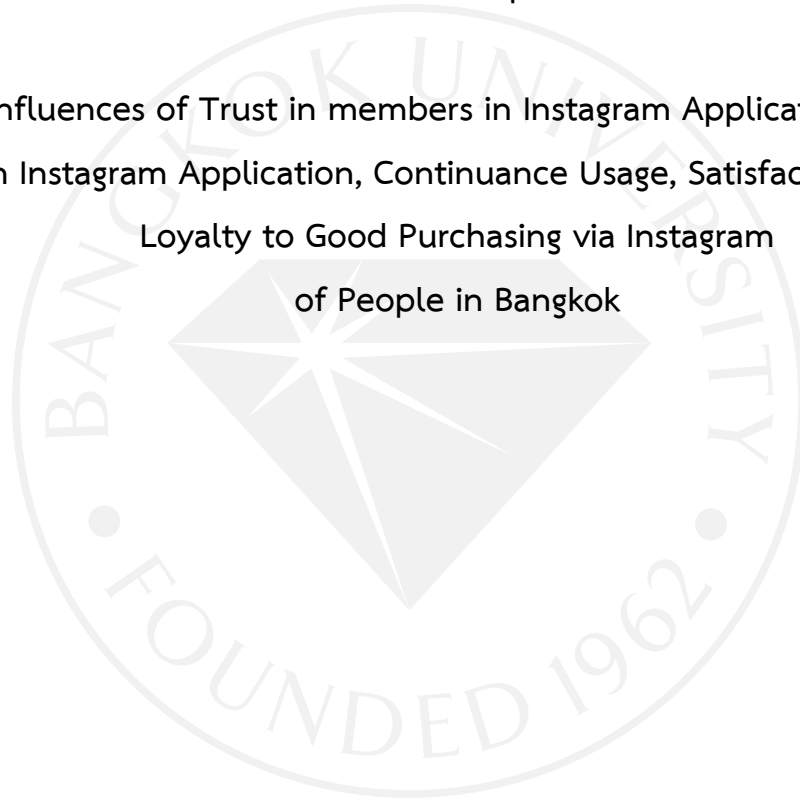 nfluences of Trust in members in Instagram Applicat
n Instagram Application, Continuance Usage, Satisfac
Loyalty to Good Purchasing via Instagram
of People in Bangkok
BANGKOK UNIVERSITY
• FOUNDED 1962 •